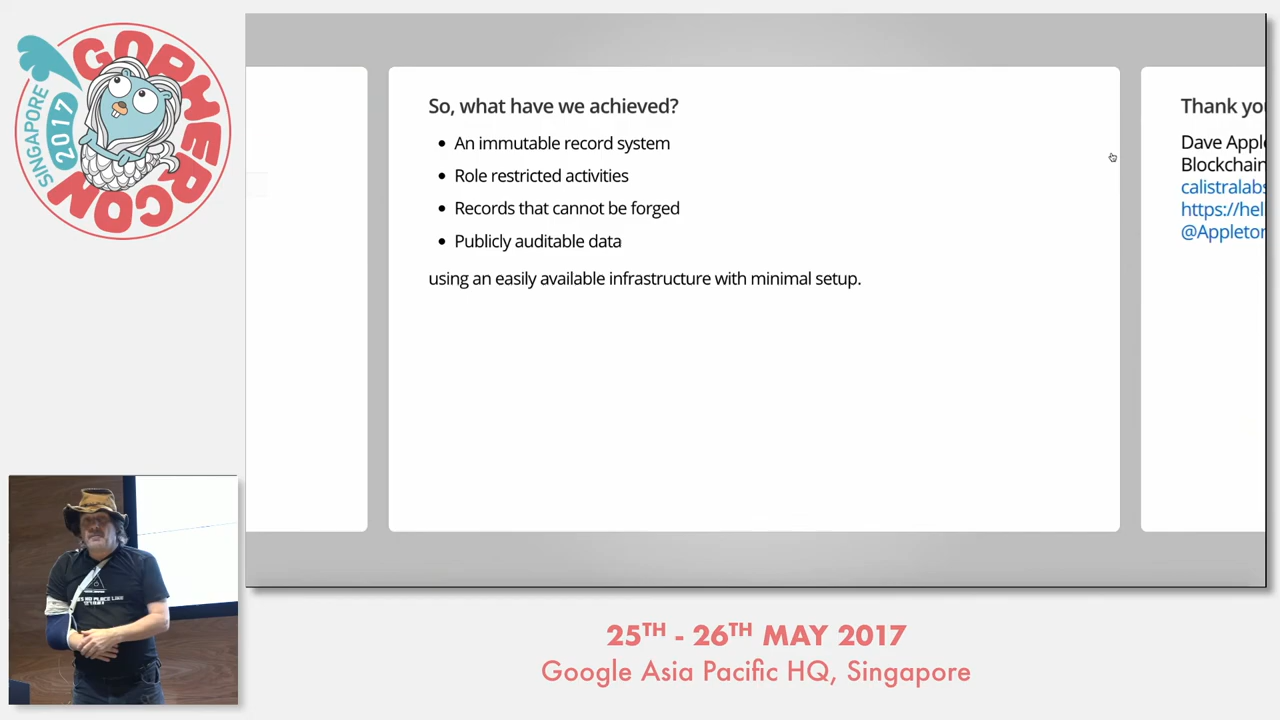 GOPHERCON
SINGAPORE
2017
So, what have we achieved?
• An immutable record system
• Role restricted activities
• Records that cannot be forged
• Publicly auditable data
using an easily available infrastructure with minimal setup.
Thank you
Dave Apple
Blockchain
calistralabs
https://hel
@Appleton
25TH - 26TH MAY 2017
Google Asia Pacific HQ, Singapore